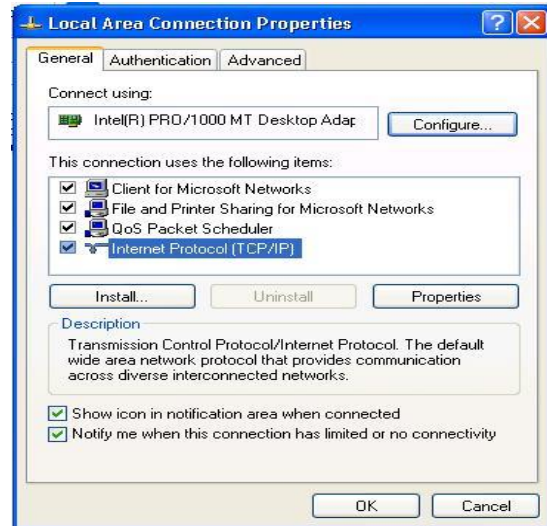 Local Area Connection Properties
General Authentication Advanced
Connect using:
Intel(R) PRO/1000 MT Desktop Adap
Configure...
This connection uses the following items:
Client for Microsoft Networks
File and Printer Sharing for Microsoft Networks
QoS Packet Scheduler
Internet Protocol (TCP/IP)
Install... Uninstall Properties
Description
Transmission Control Protocol/Internet Protocol. The default
wide area network protocol that provides communication
across diverse interconnected networks.
Show icon in notification area when connected
Notify me when this connection has limited or no connectivity
OK Cancel